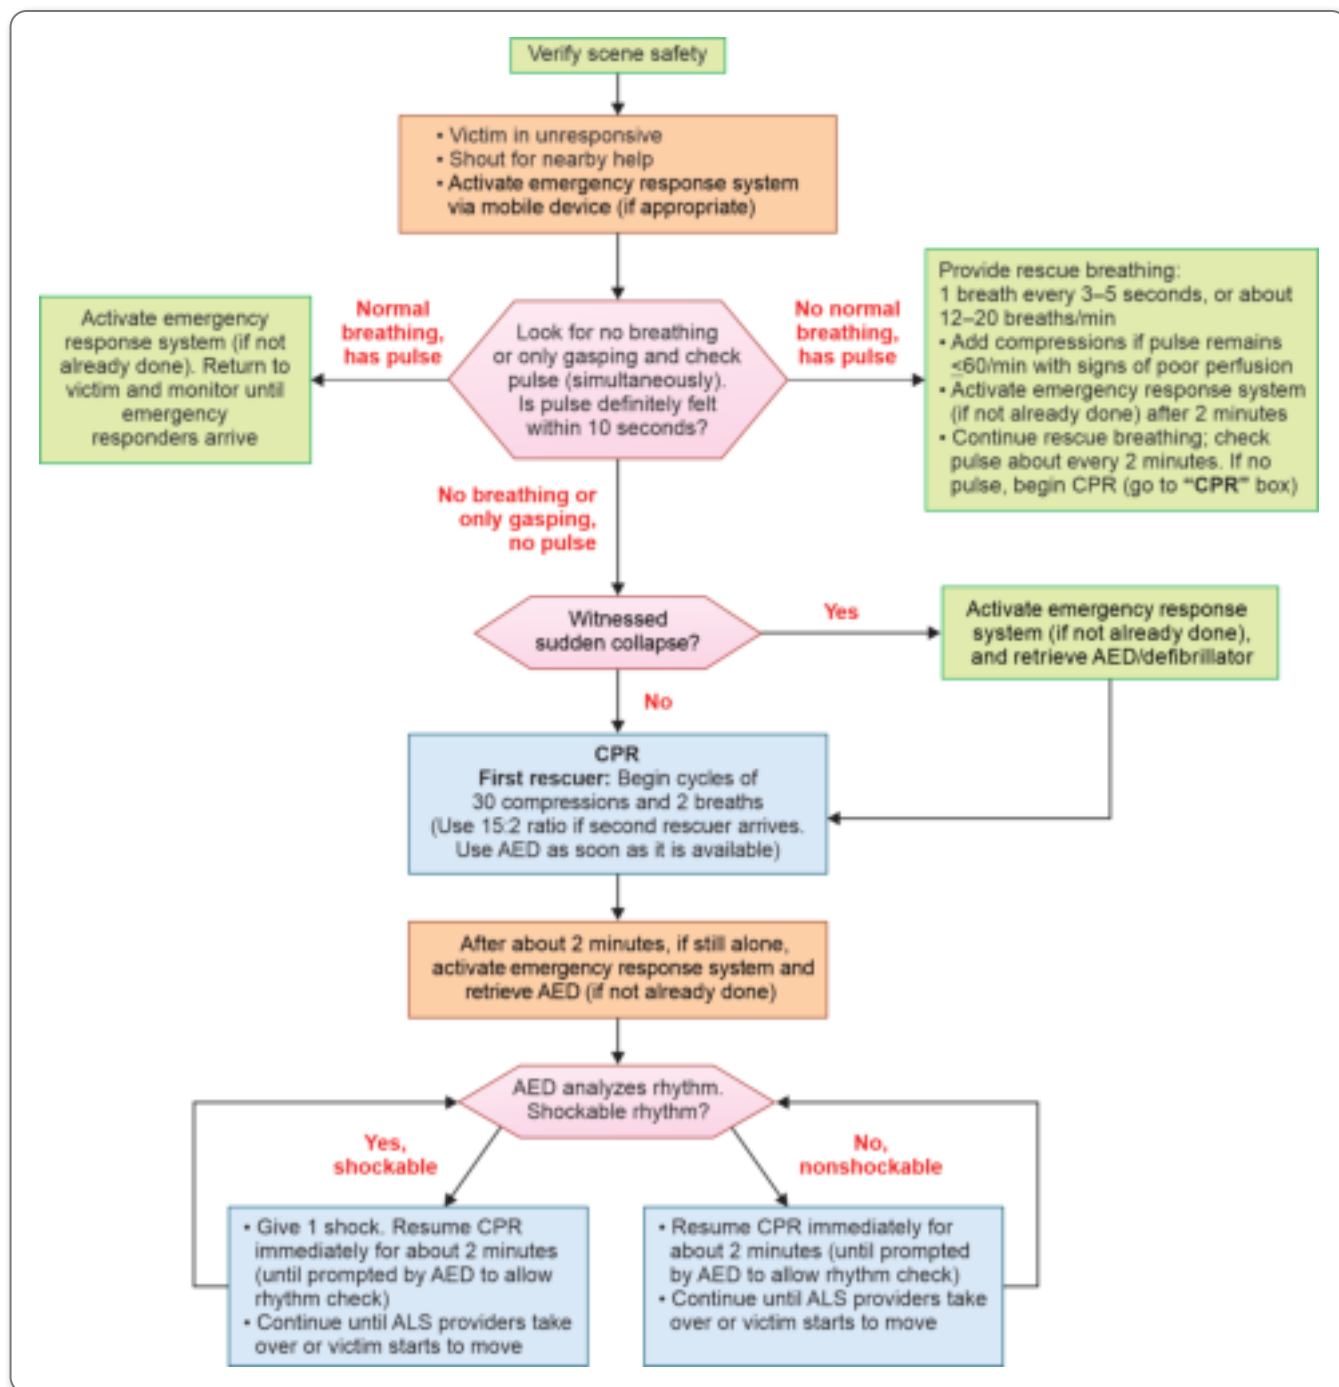 Verify scene safety
• Victim in unresponsive
• Shout for nearby help
• Activate emergency response system
via mobile device (if appropriate)
Normal
breathing,
has pulse
Look for no breathing
or only gasping and check
pulse (simultaneously).
Is pulse definitely felt
within 10 seconds?
No normal
breathing,
has pulse
Activate emergency
response system (if not
already done). Return to
victim and monitor until
emergency
responders arrive
Provide rescue breathing:
1 breath every 3–5 seconds, or about
12–20 breaths/min
• Add compressions if pulse remains
≤60/min with signs of poor perfusion
• Activate emergency response system
(if not already done) after 2 minutes
• Continue rescue breathing; check
pulse about every 2 minutes. If no
pulse, begin CPR (go to “CPR” box)
No breathing or
only gasping,
no pulse
Witnessed
sudden collapse?
Yes
Activate emergency response
system (if not already done),
and retrieve AED/defibrillator
No
CPR
First rescuer: Begin cycles of
30 compressions and 2 breaths
(Use 15:2 ratio if second rescuer arrives.
Use AED as soon as it is available)
After about 2 minutes, if still alone,
activate emergency response system and
retrieve AED (if not already done)
AED analyzes rhythm.
Shockable rhythm?
Yes,
shockable
No,
nonshockable
• Give 1 shock. Resume CPR
immediately for about 2 minutes
(until prompted by AED to allow
rhythm check)
• Continue until ALS providers take
over or victim starts to move
• Resume CPR immediately for
about 2 minutes (until prompted
by AED to allow rhythm check)
• Continue until ALS providers take
over or victim starts to move